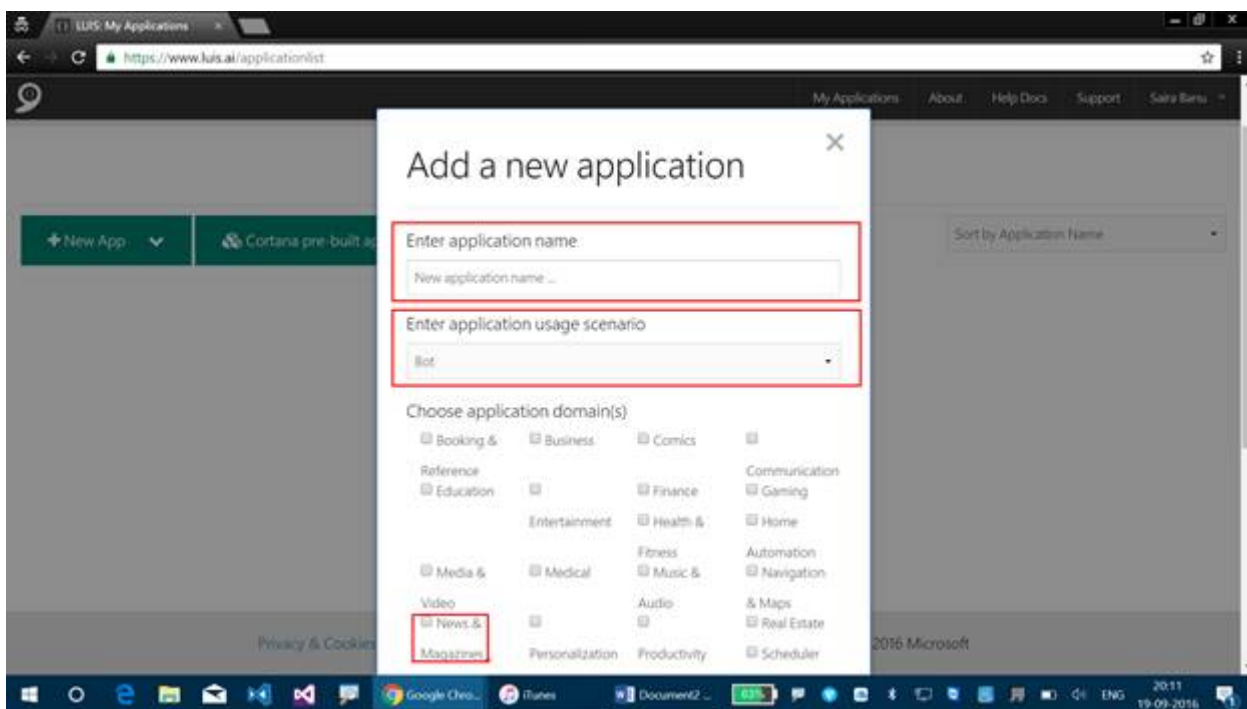 LUIS: My Applications
https://www.luis.ai/applicationlist
My Applications About Help Docs Support Saira Banu
Add a new application
New App
Cortana pre-built ap
Sort by Application Name
Enter application name
New application name ...
Enter application usage scenario
Bot
Choose application domain(s)
Booking & Business Comics
Reference Communication
Education Finance Gaming
Entertainment Health & Home
Fitness Automation
Media & Medical Music & Navigation
Video Audio & Maps
News & Real Estate
Magazines Personalization Productivity Scheduler
Privacy & Cookies 2016 Microsoft
Google Chro... iTunes Document2 ... 63% ENG 20:11
19-09-2016